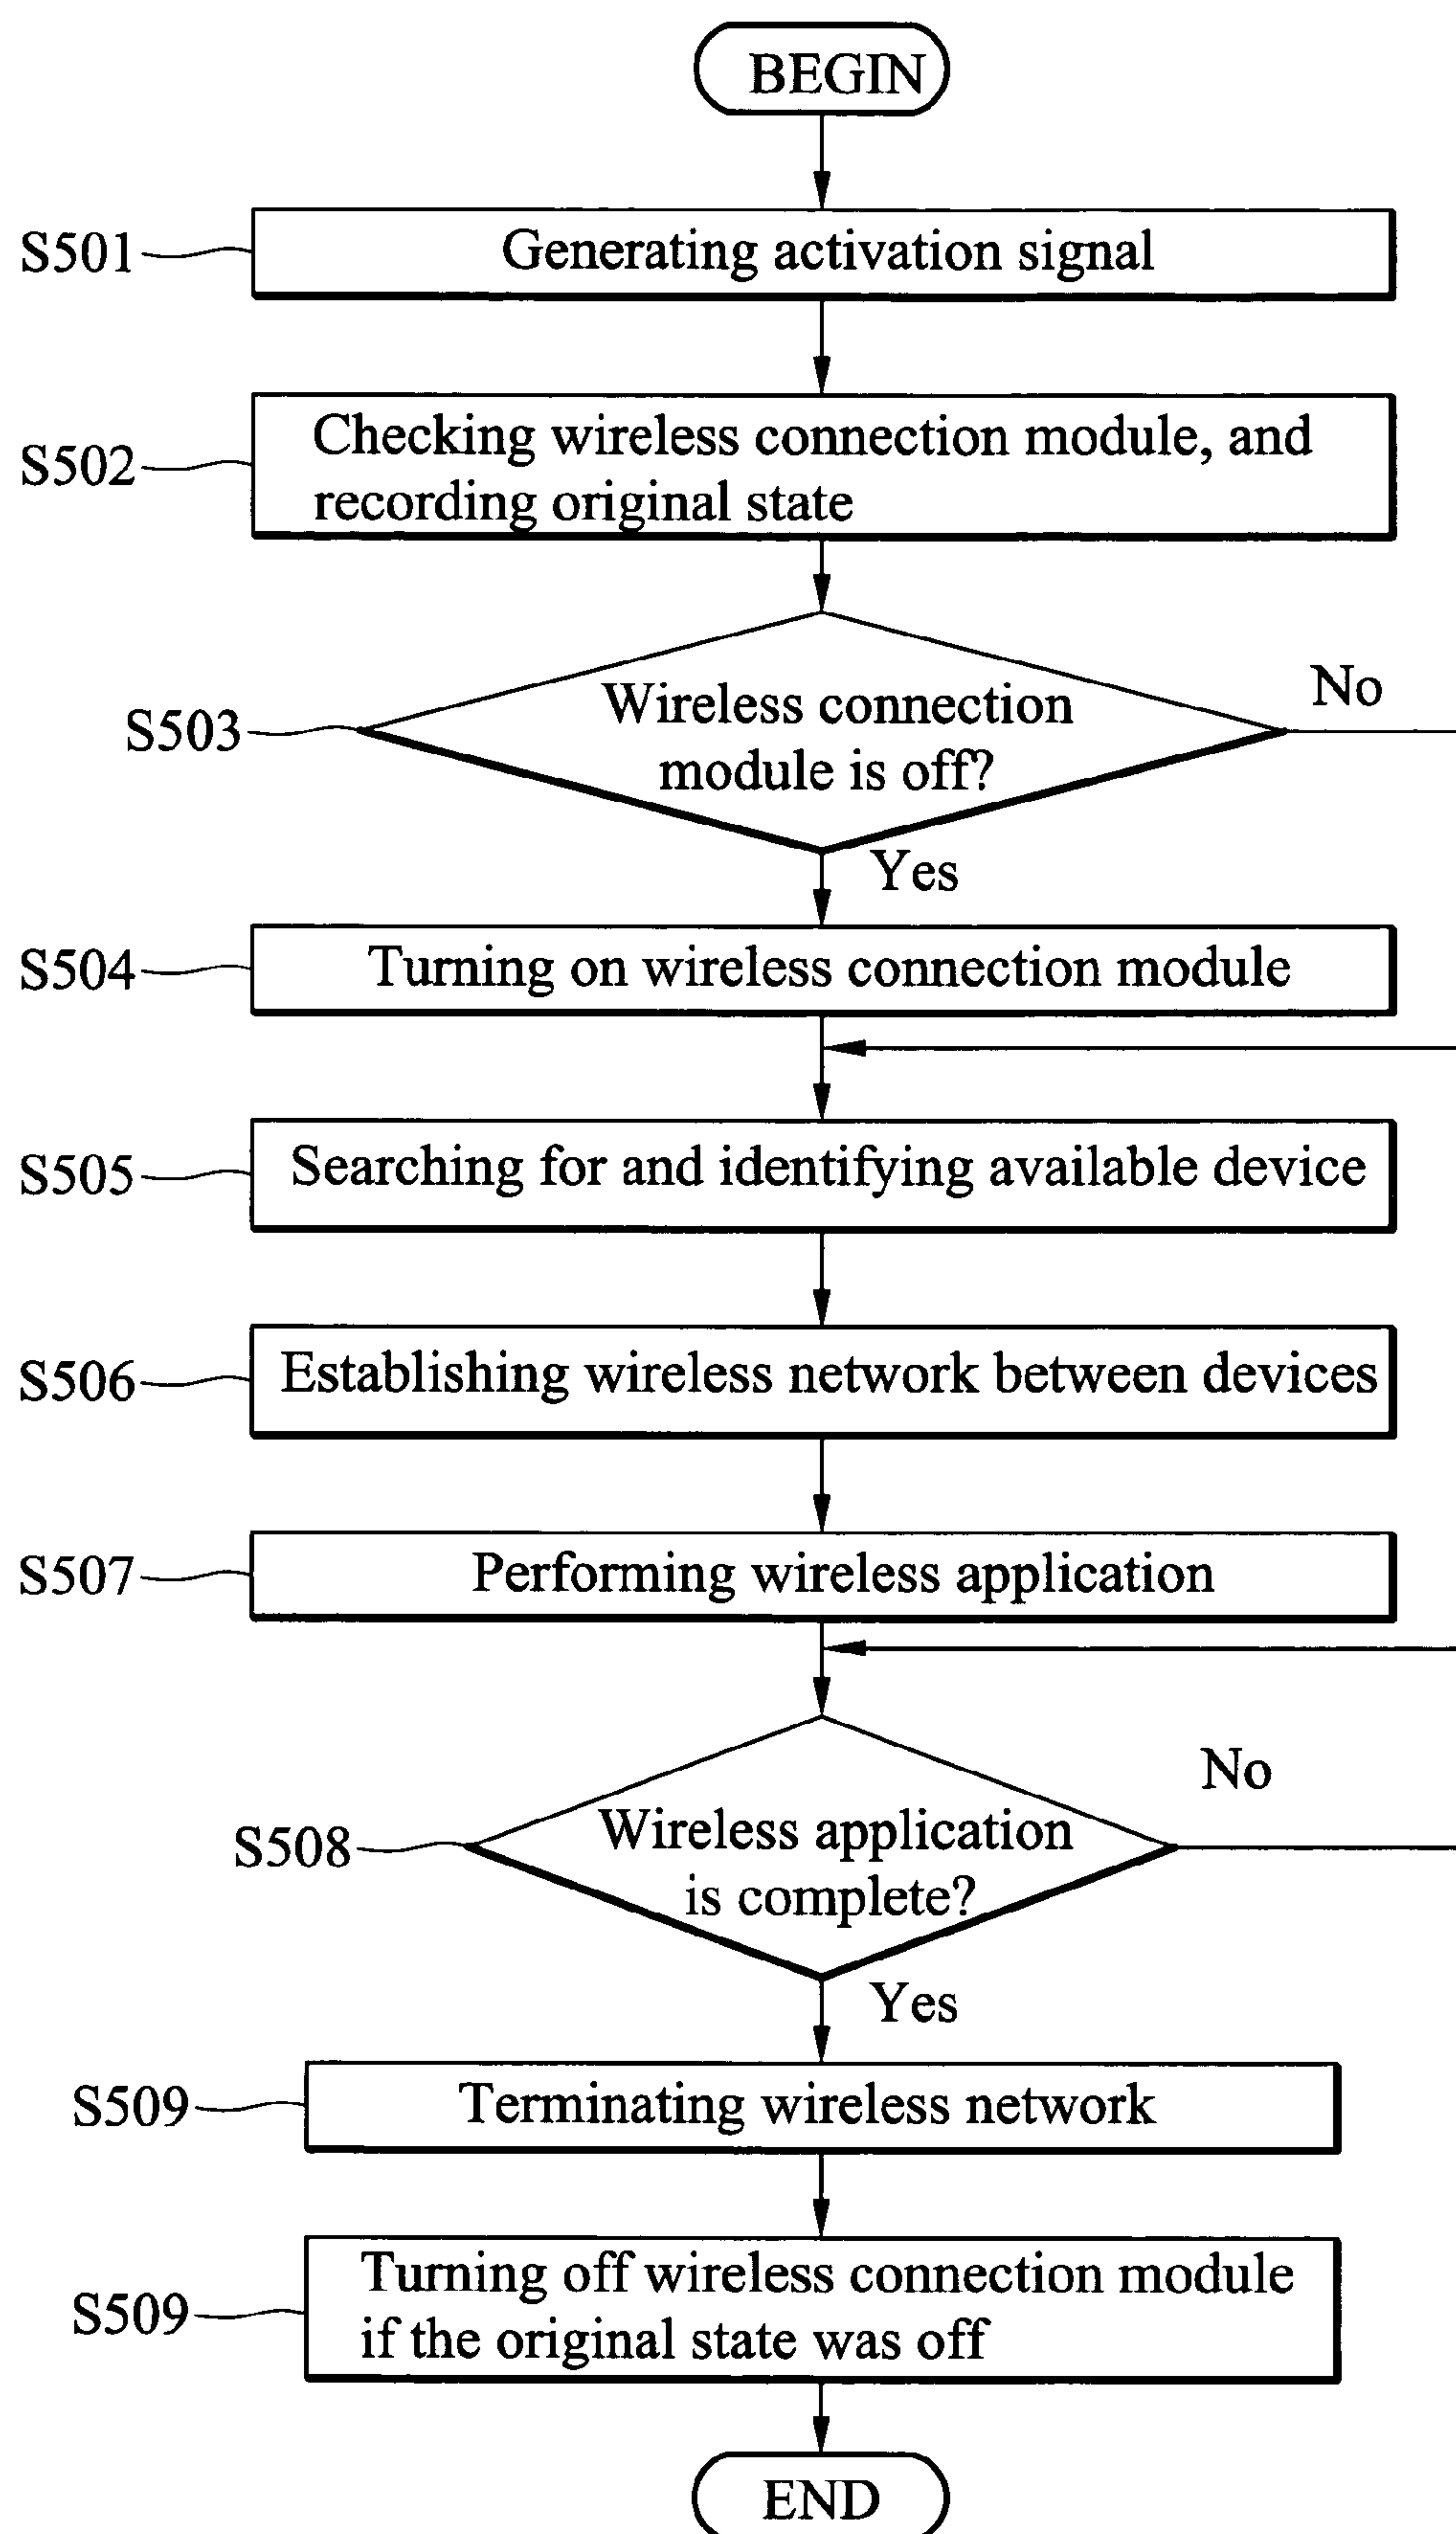 BEGIN
S501
Generating activation signal
S502
Checking wireless connection module, and
recording original state
S503
Wireless connection
module is off?
No
Yes
S504
Turning on wireless connection module
S505
Searching for and identifying available device
S506
Establishing wireless network between devices
S507
Performing wireless application
S508
Wireless application
is complete?
No
Yes
S509
Terminating wireless network
S509
Turning off wireless connection module
if the original state was off
END